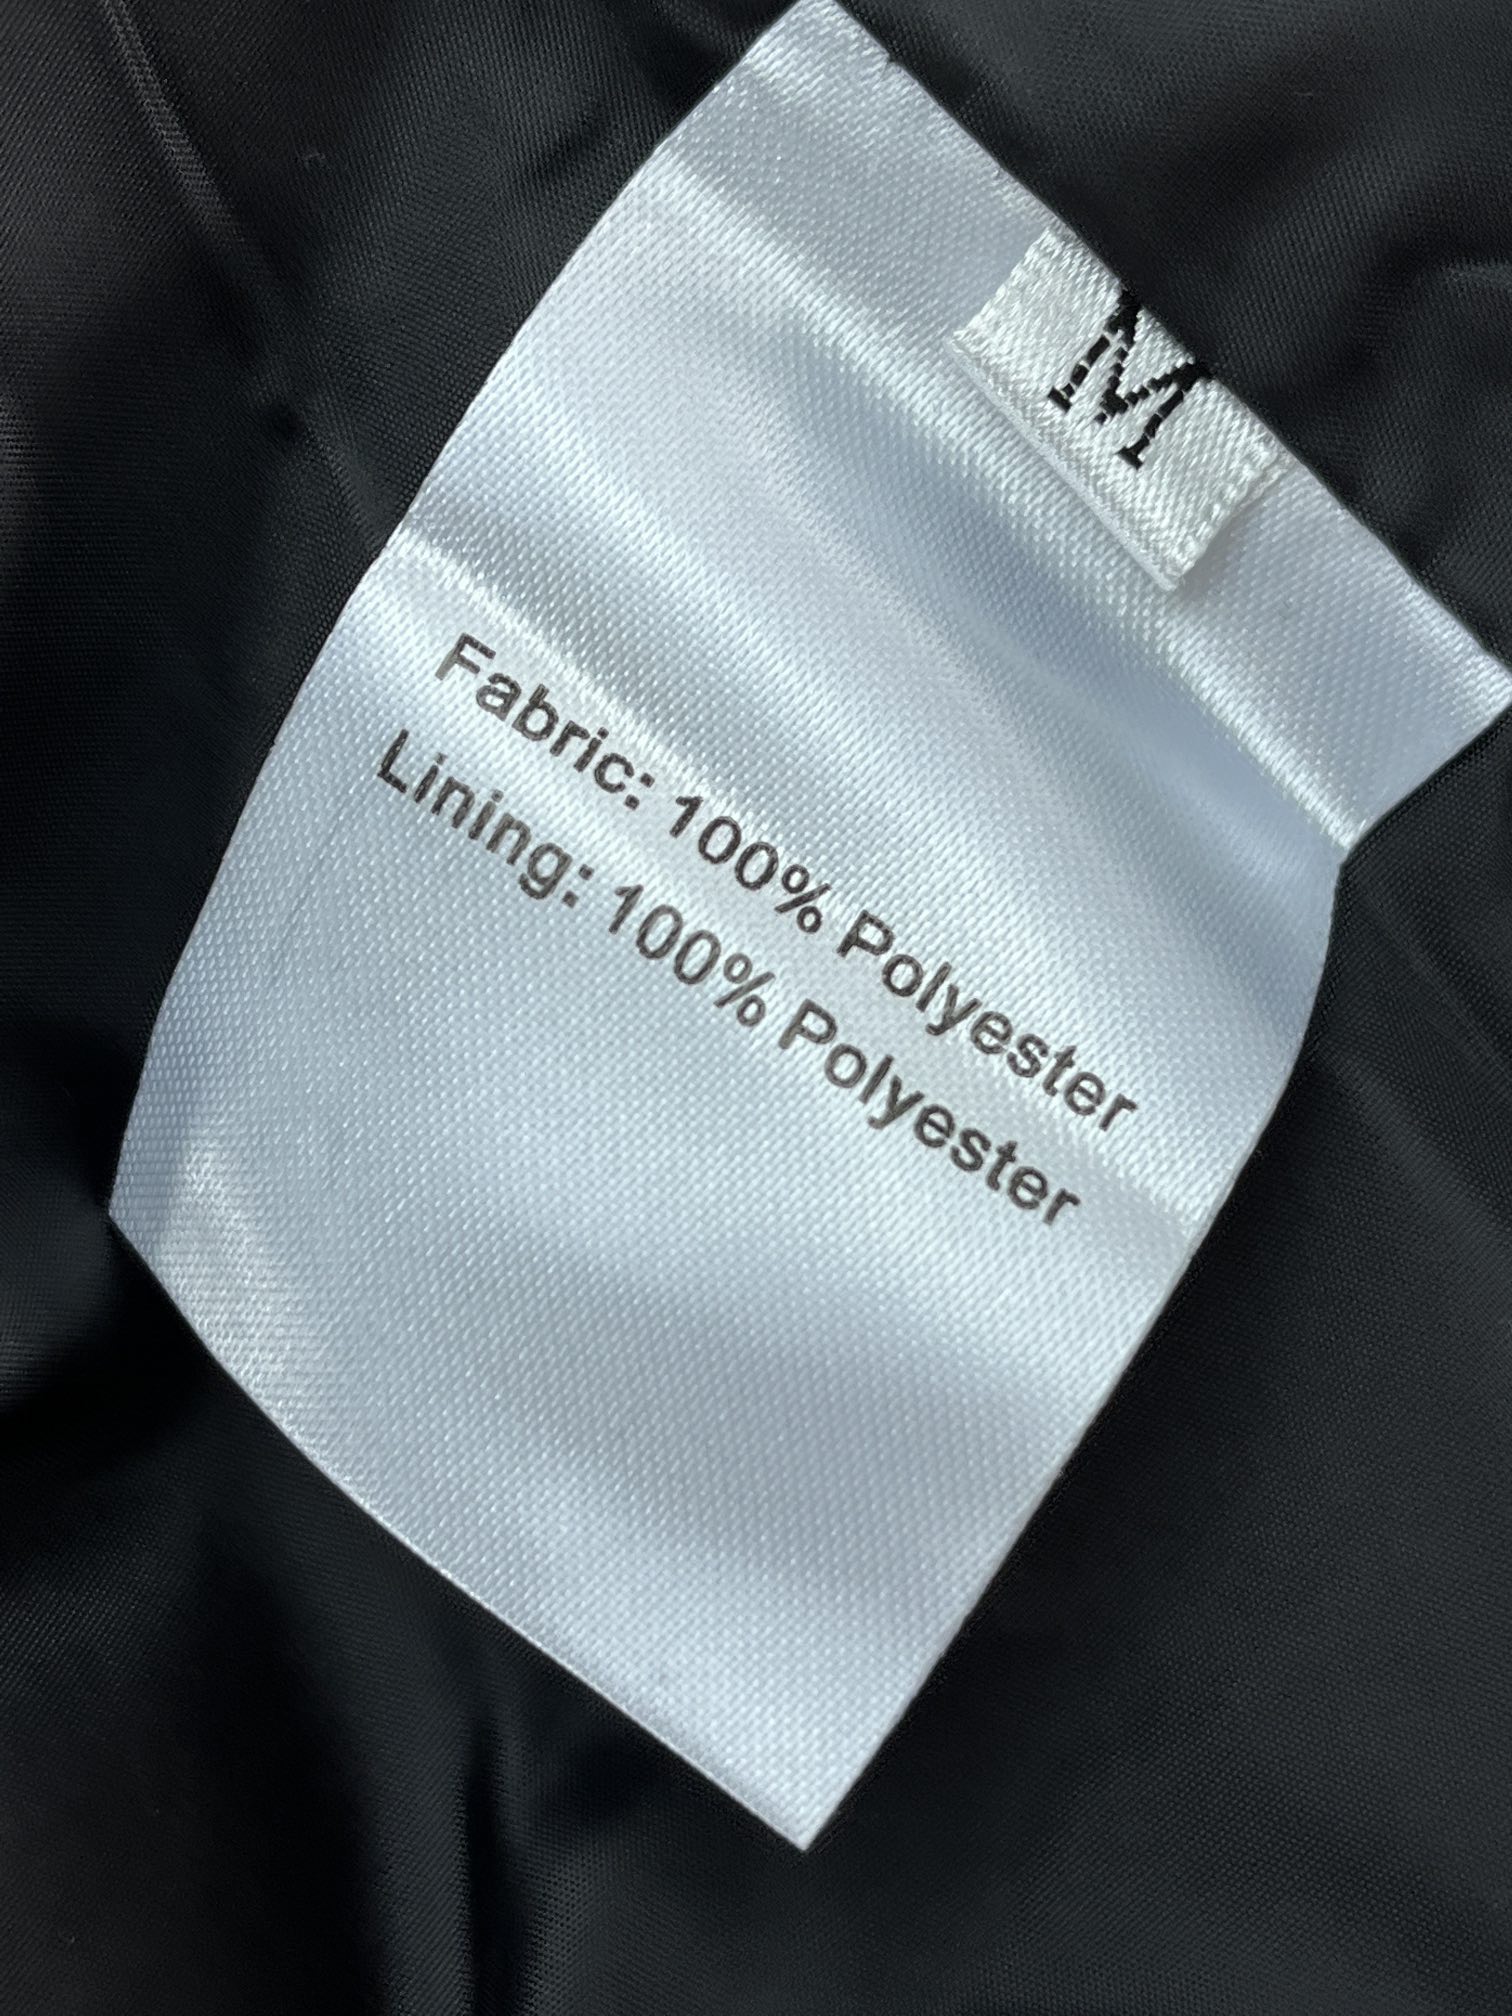 M
Fabric: 100% Polyester
Lining: 100% Polyester